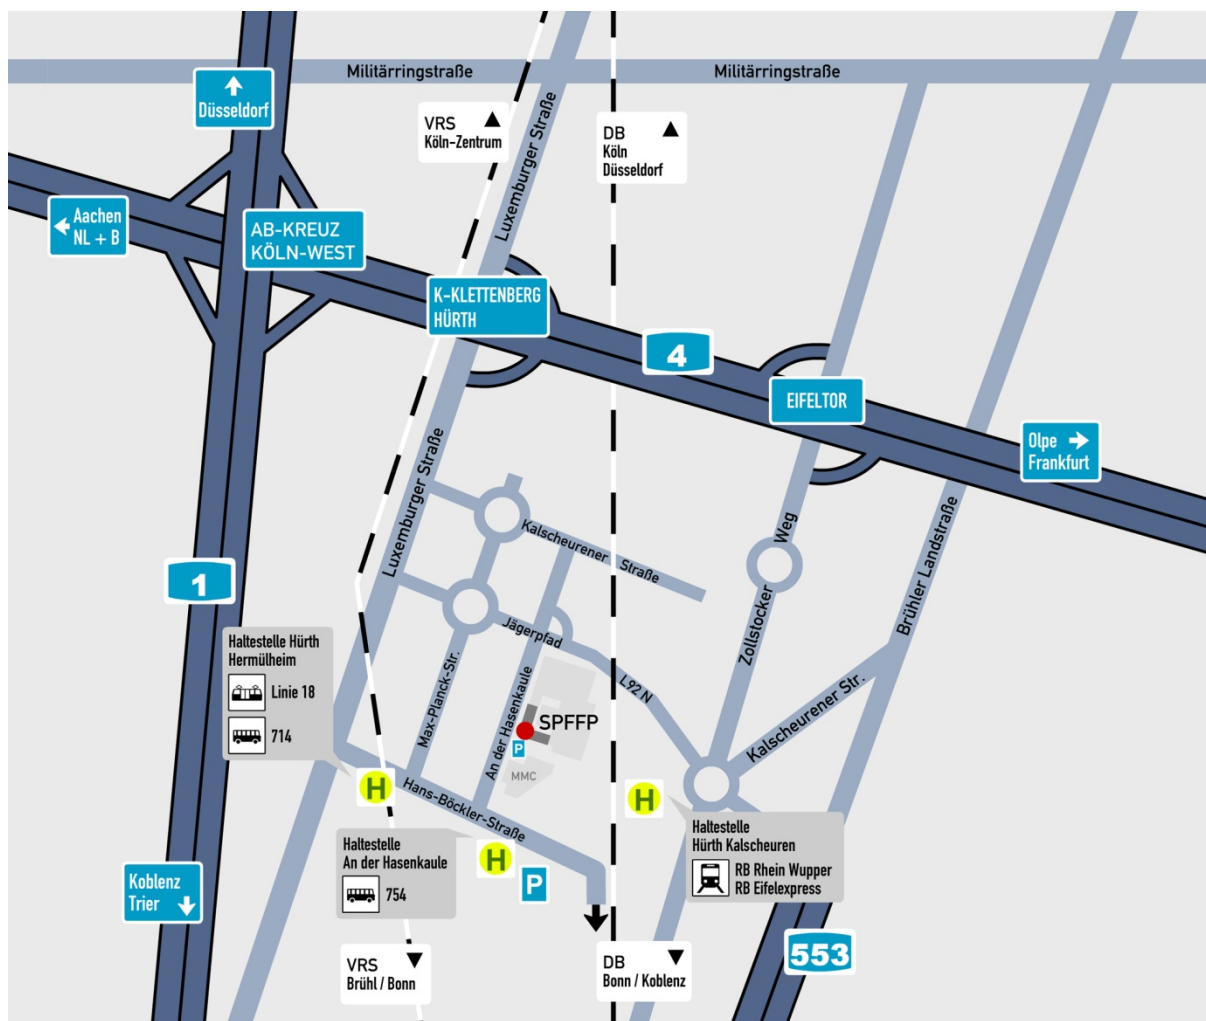 Militärringstraße
Militärringstraße
Düsseldorf
VRS
Köln-Zentrum
DB
Köln
Düsseldorf
Luxemburger Straße
Aachen
NL + B
AB-KREUZ
KÖLN-WEST
K-KLETTENBERG
HÜRTH
4
EIFELTOR
Olpe
Frankfurt
Luxemburger Straße
Kalscheurener Straße
Zollstocker Weg
Brühler Landstraße
1
Jägerpfad
Haltestelle Hürth
Hermülheim
Linie 18
714
Max-Planck-Str.
An der Hasenkaule
L92 N
SPFFP
P
MMC
Kalscheurener Str.
H
Hans-Böckler-Straße
H
Haltestelle
Hürth Kalscheuren
RB Rhein Wupper
RB Eifelexpress
Haltestelle
An der Hasenkaule
754
H
P
Koblenz
Trier
VRS
Brühl / Bonn
DB
Bonn / Koblenz
553